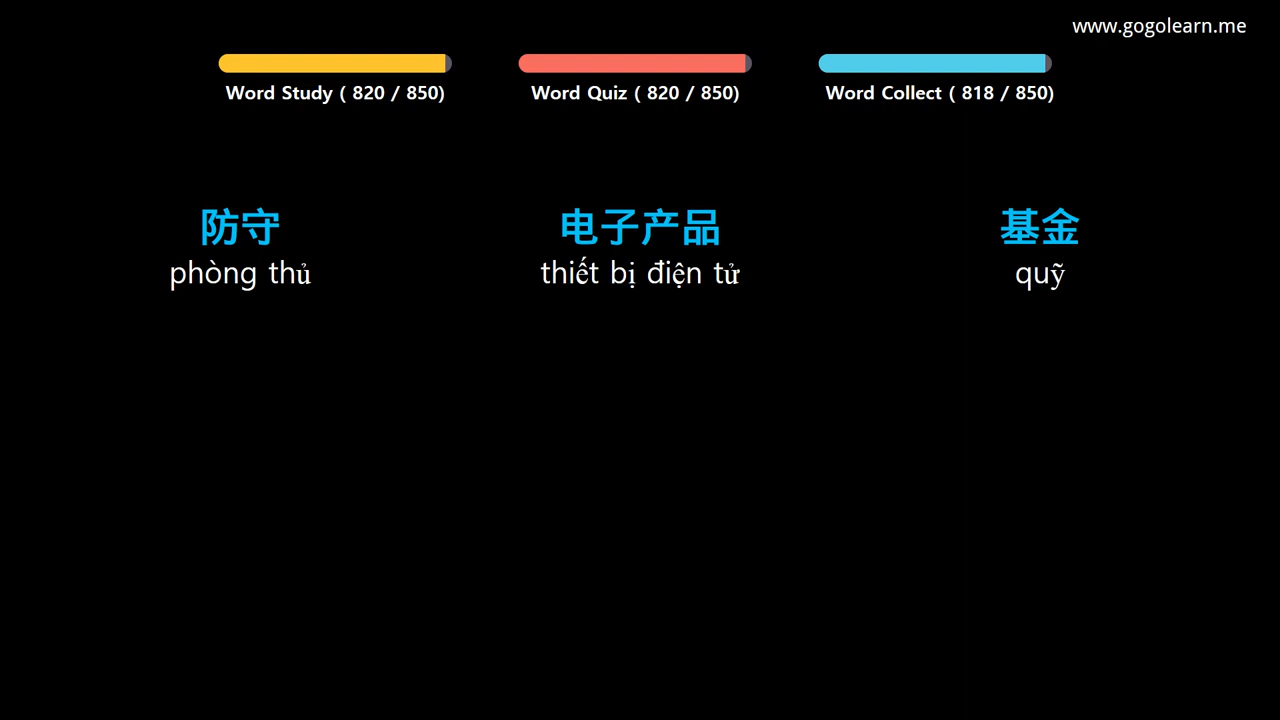 www.gogolearn.me
Word Study ( 820 / 850)
Word Quiz ( 820 / 850)
Word Collect ( 818 / 850)
防守
phòng thủ
电子产品
thiết bị điện tử
基金
quỹ